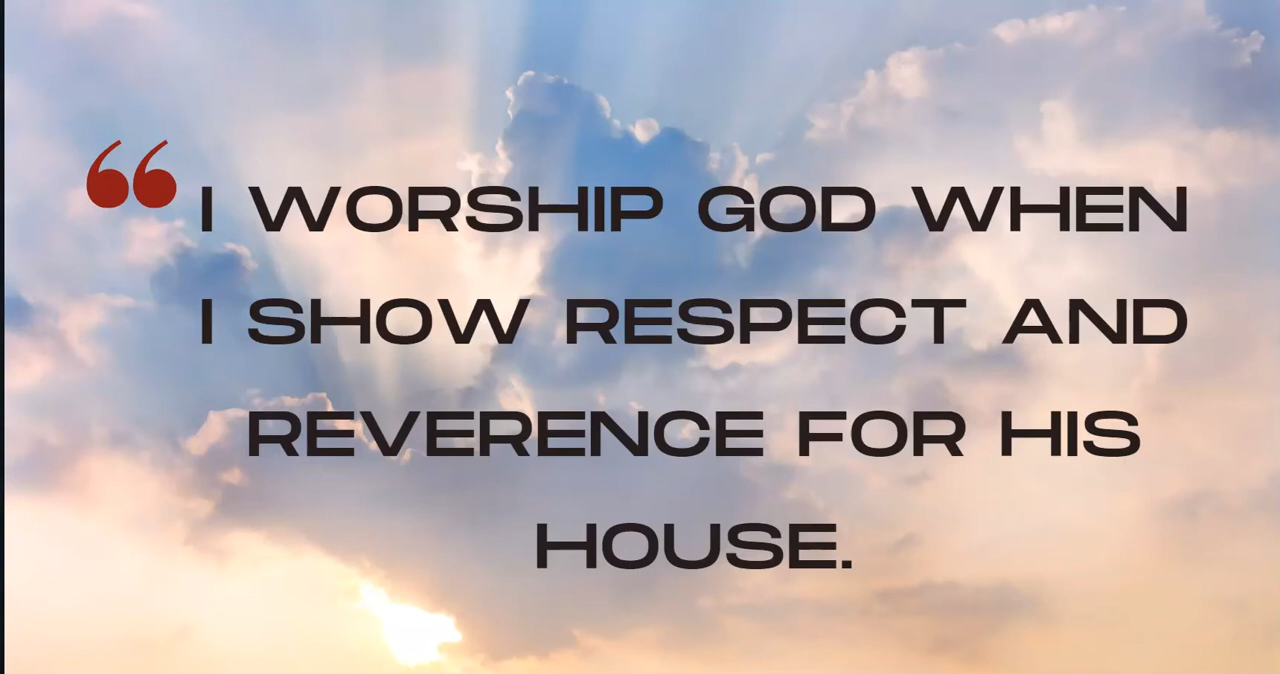 “I WORSHIP GOD WHEN
I SHOW RESPECT AND
REVERENCE FOR HIS
HOUSE.